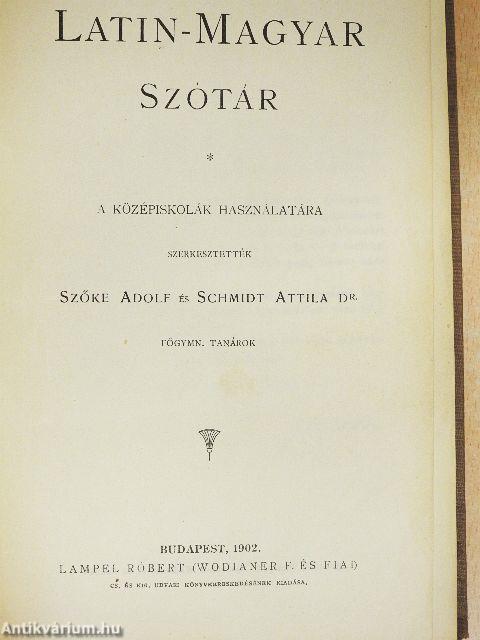 LATIN-MAGYAR
SZÓTÁR
*
A KÖZÉPISKOLÁK HASZNÁLATÁRA
SZERKESZTETTÉK
SZŐKE ADOLF ÉS SCHMIDT ATTILA DR.
FŐGYMN. TANÁROK
BUDAPEST, 1902.
LAMPEL RÓBERT (WODIANER F. ÉS FIAI)
CS. ÉS KIR. UDVARI KÖNYVKERESKEDÉSÉNEK KIADÁSA.
Antikvárium.hu